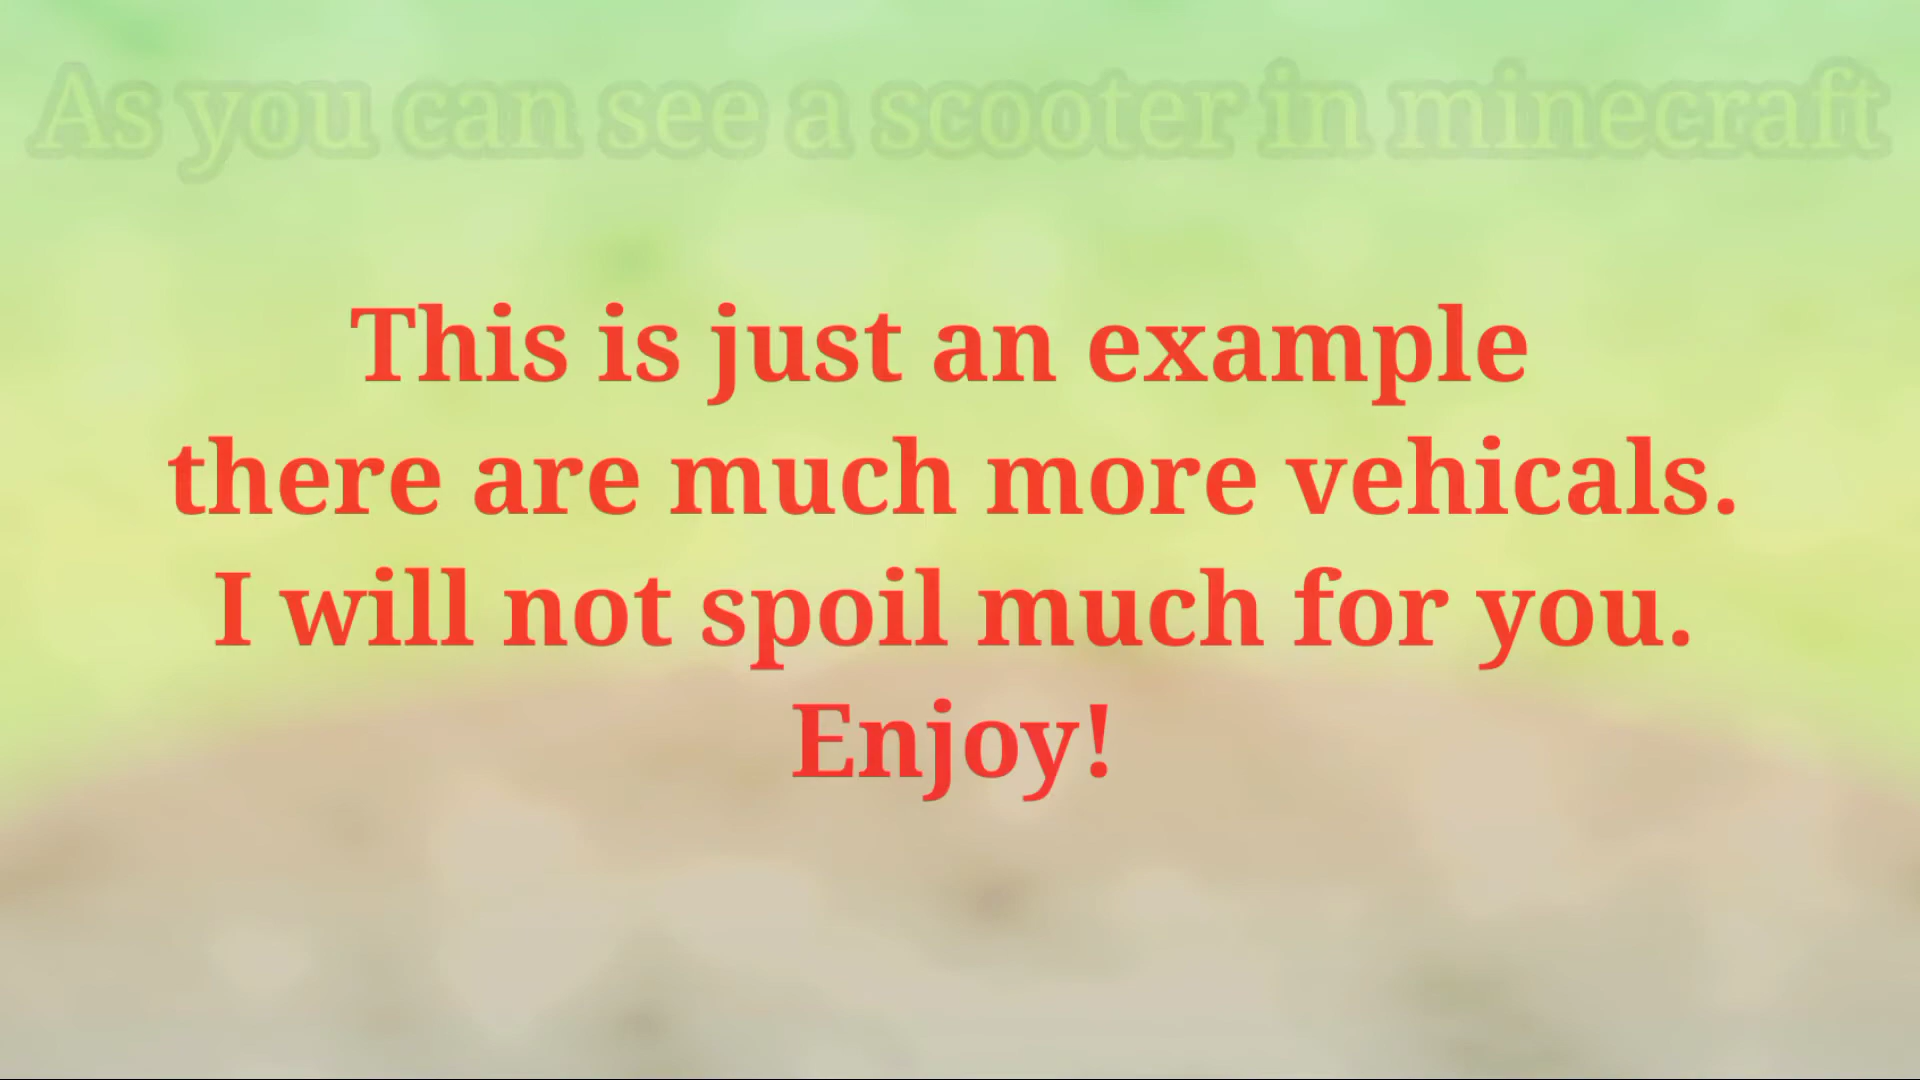 As you can see a scooter in minecraft
This is just an example
there are much more vehicals.
I will not spoil much for you.
Enjoy!